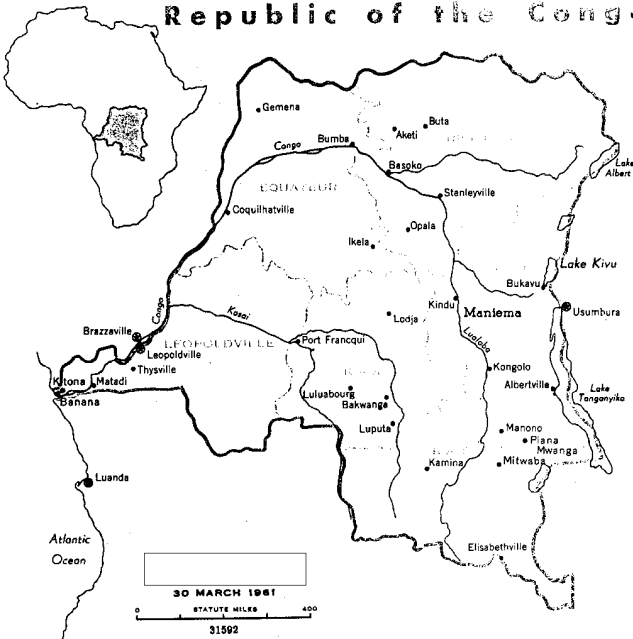 Republic of the Congo
Gemena
Buta
Aketi
Bumba
Congo
Basoko
Lake Albert
EQUATEUR
Stanleyville
Coquilhatville
Opala
Ikela
Lake Kivu
Bukavu
Usumbura
Kindu
Maniema
Congo
Kasai
Lodja
Brazzaville
LEOPOLDVILLE
Leopoldville
Port Francqui
Lualaba
Thysville
Kongolo
Kitona
Matadi
Banana
Luluabourg
Bakwanga
Albertville
Lake Tanganyika
Luputa
Manono
Piana Mwanga
Kamina
Mitwaba
Luanda
Atlantic Ocean
Elisabethville
30 MARCH 1961
STATUTE MILES
0 400
31592